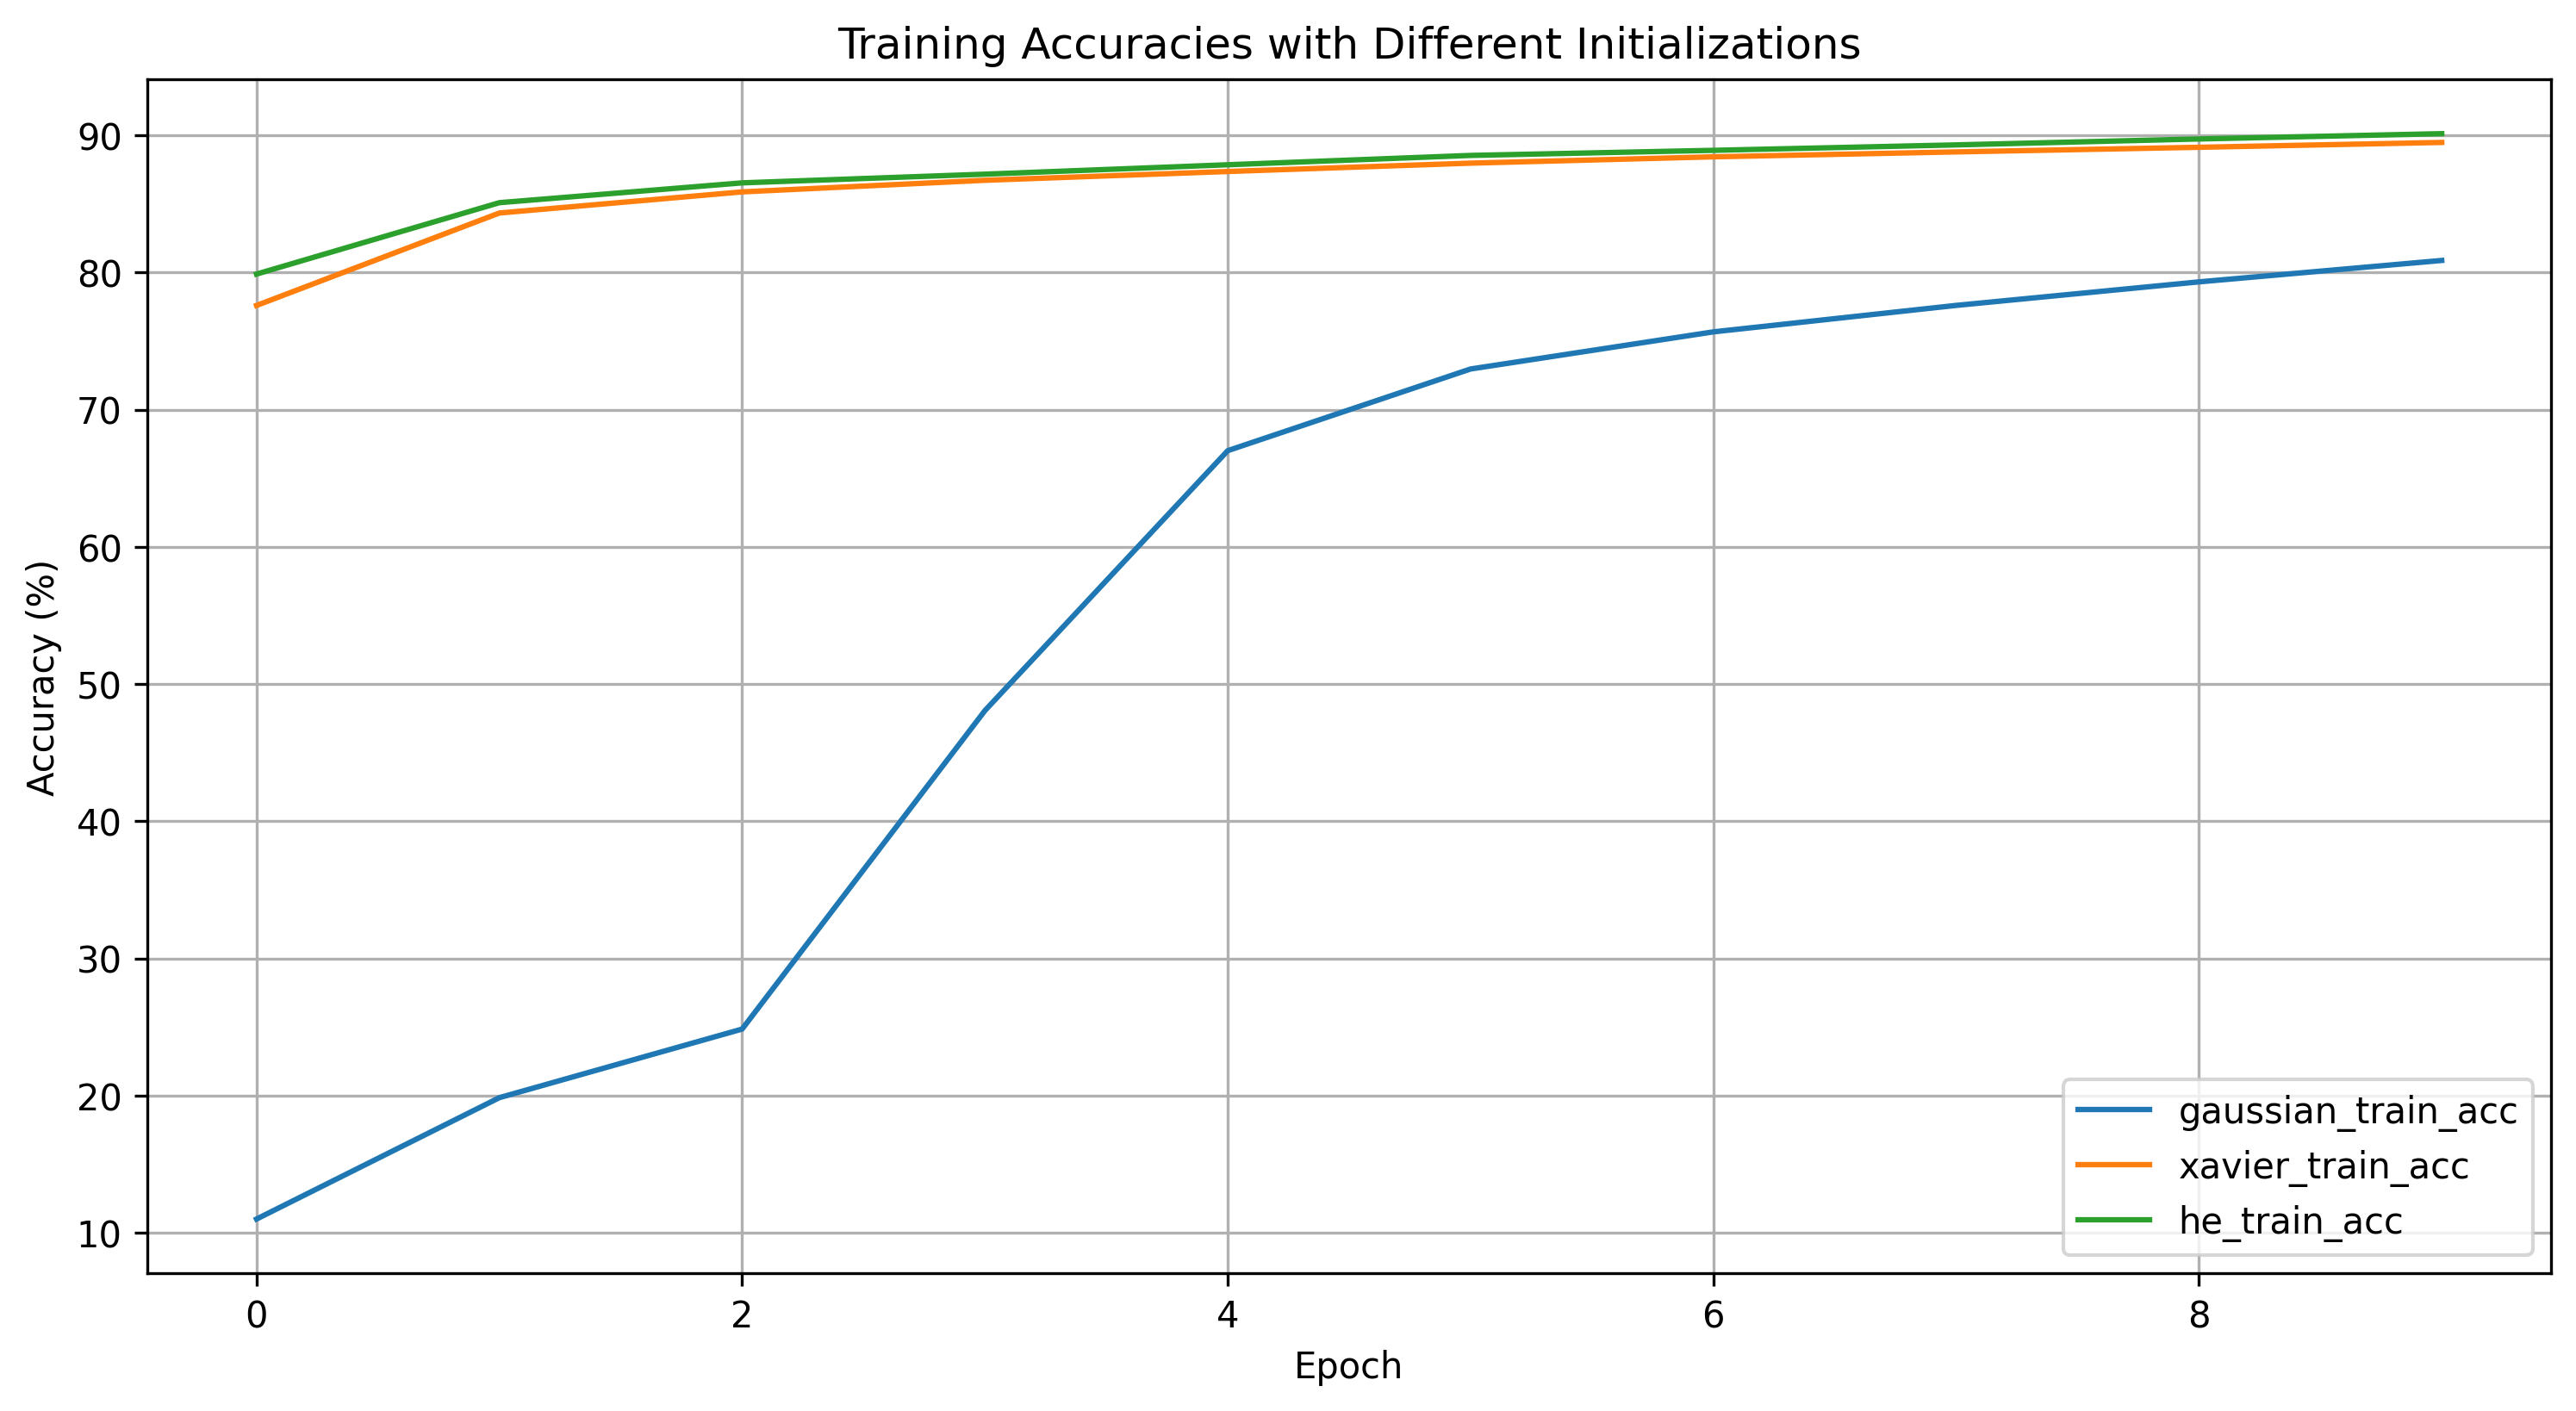 Training Accuracies with Different Initializations
90
80
70
60
50
40
30
20
10
Accuracy (%)
0 2 4 6 8
Epoch
gaussian_train_acc
xavier_train_acc
he_train_acc